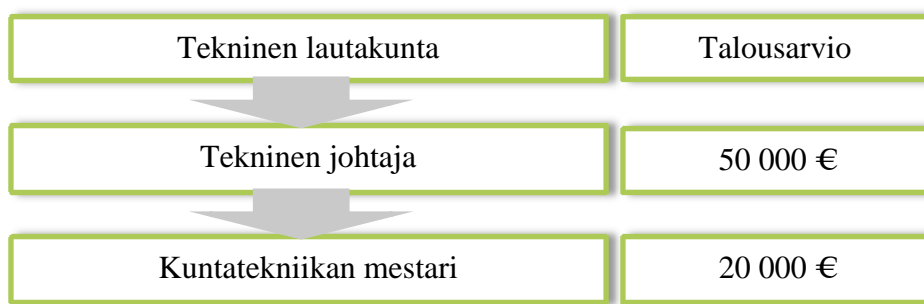 Tekninen lautakunta Talousarvio
Tekninen johtaja 50 000 €
Kuntatekniikan mestari 20 000 €